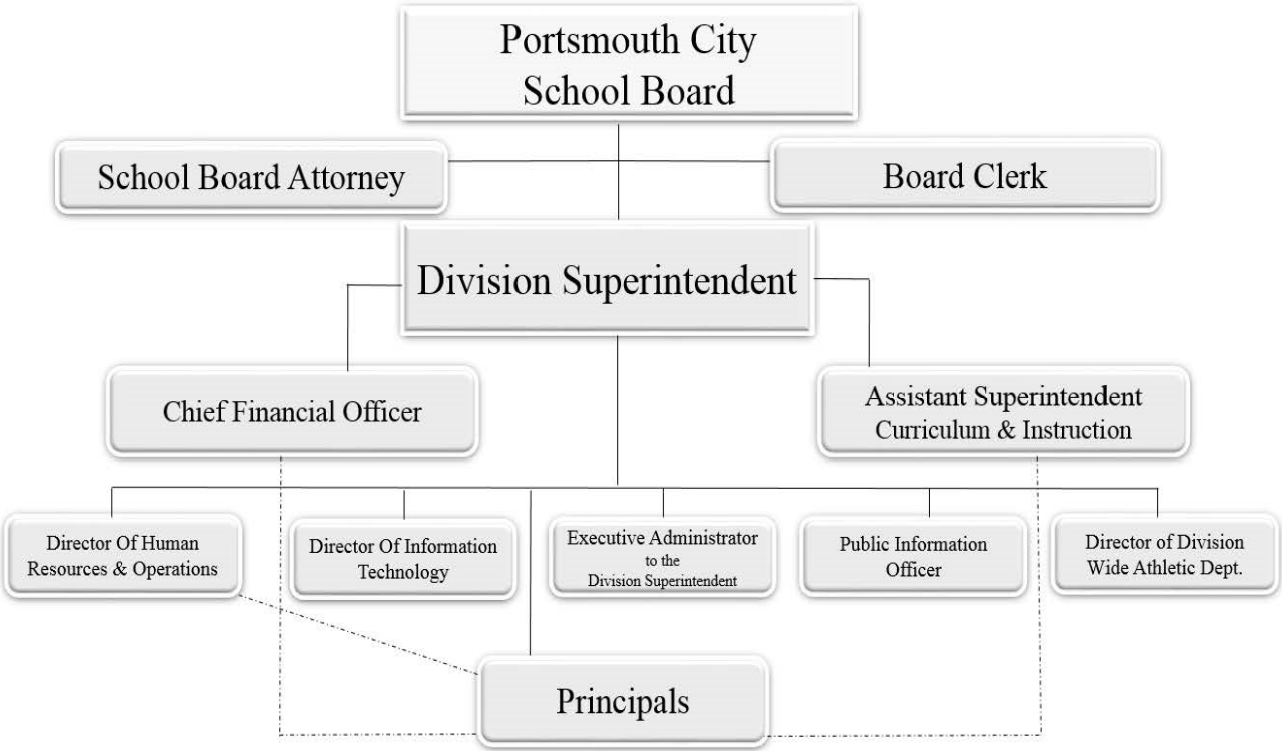 Portsmouth City
School Board
School Board Attorney
Board Clerk
Division Superintendent
Chief Financial Officer
Assistant Superintendent
Curriculum & Instruction
Director Of Human
Resources & Operations
Director Of Information
Technology
Executive Administrator
to the
Division Superintendent
Public Information
Officer
Director of Division
Wide Athletic Dept.
Principals